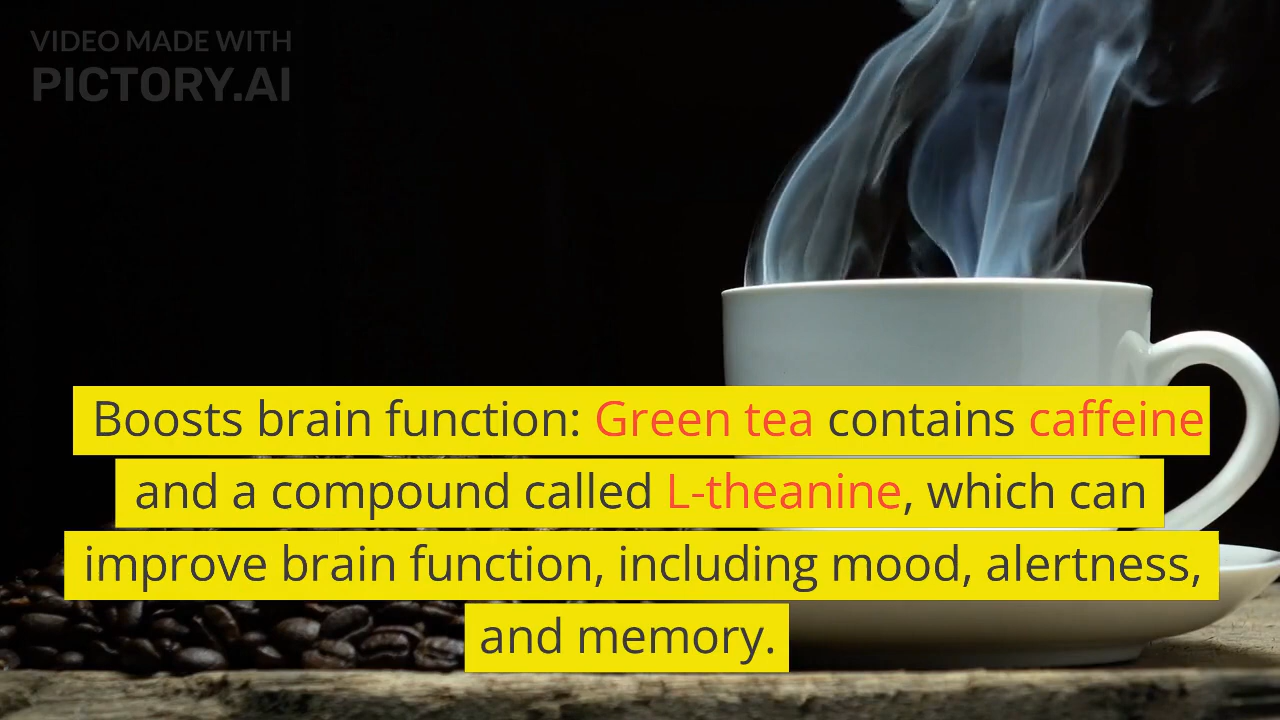 VIDEO MADE WITH
PICTORY.AI
Boosts brain function: Green tea contains caffeine
and a compound called L-theanine, which can
improve brain function, including mood, alertness,
and memory.